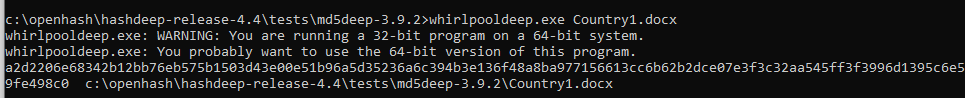 c:\openhash\hashdeep-release-4.4\tests\md5deep-3.9.2>whirlpooldeep.exe Country1.docx
whirlpooldeep.exe: WARNING: You are running a 32-bit program on a 64-bit system.
whirlpooldeep.exe: You probably want to use the 64-bit version of this program.
a2d2206e68342b12bb76eb575b1503d43e00e51b96a5d35236a6c394b3e136f48a8ba977156613cc6b62b2dce07e3f3c32aa545ff3f3996d1395c6e5
9fe498c0  c:\openhash\hashdeep-release-4.4\tests\md5deep-3.9.2\Country1.docx